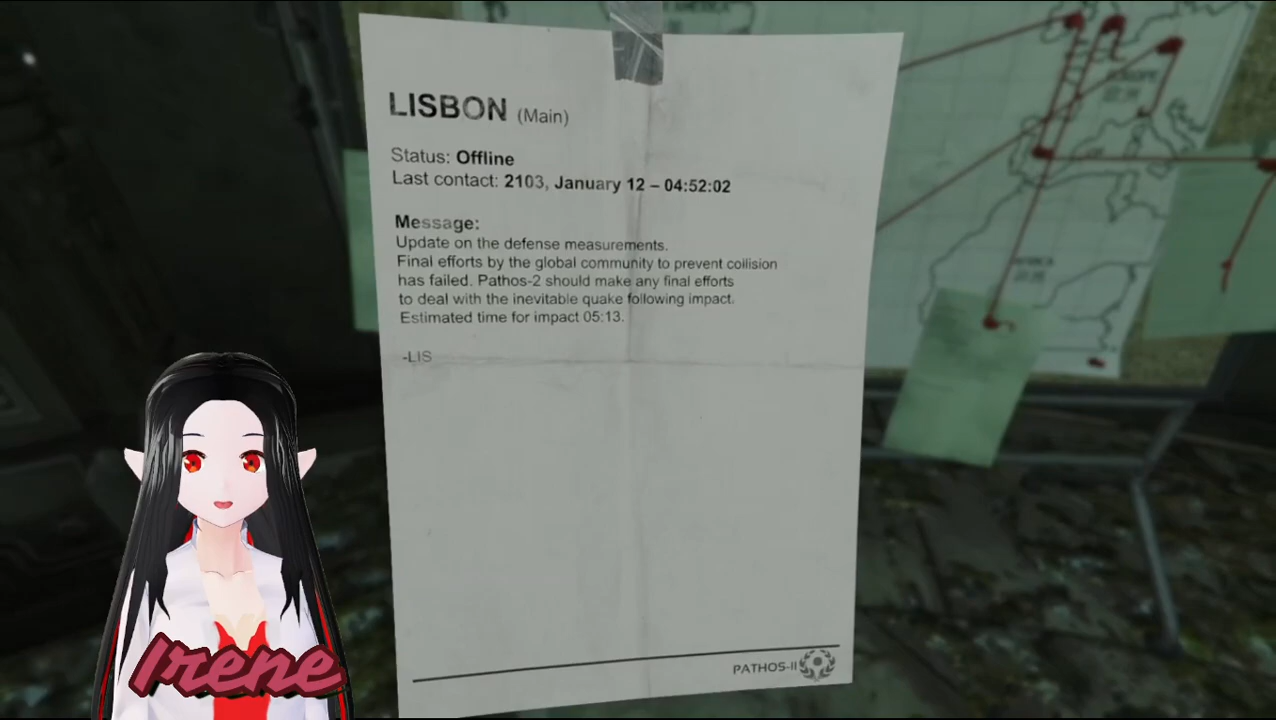 LISBON (Main)
Status: Offline
Last contact: 2103, January 12 – 04:52:02
Message:
Update on the defense measurements.
Final efforts by the global community to prevent collision
has failed. Pathos-2 should make any final efforts
to deal with the inevitable quake following impact.
Estimated time for impact 05:13.
-LIS
PATHOS-II
EUROPE
Irene